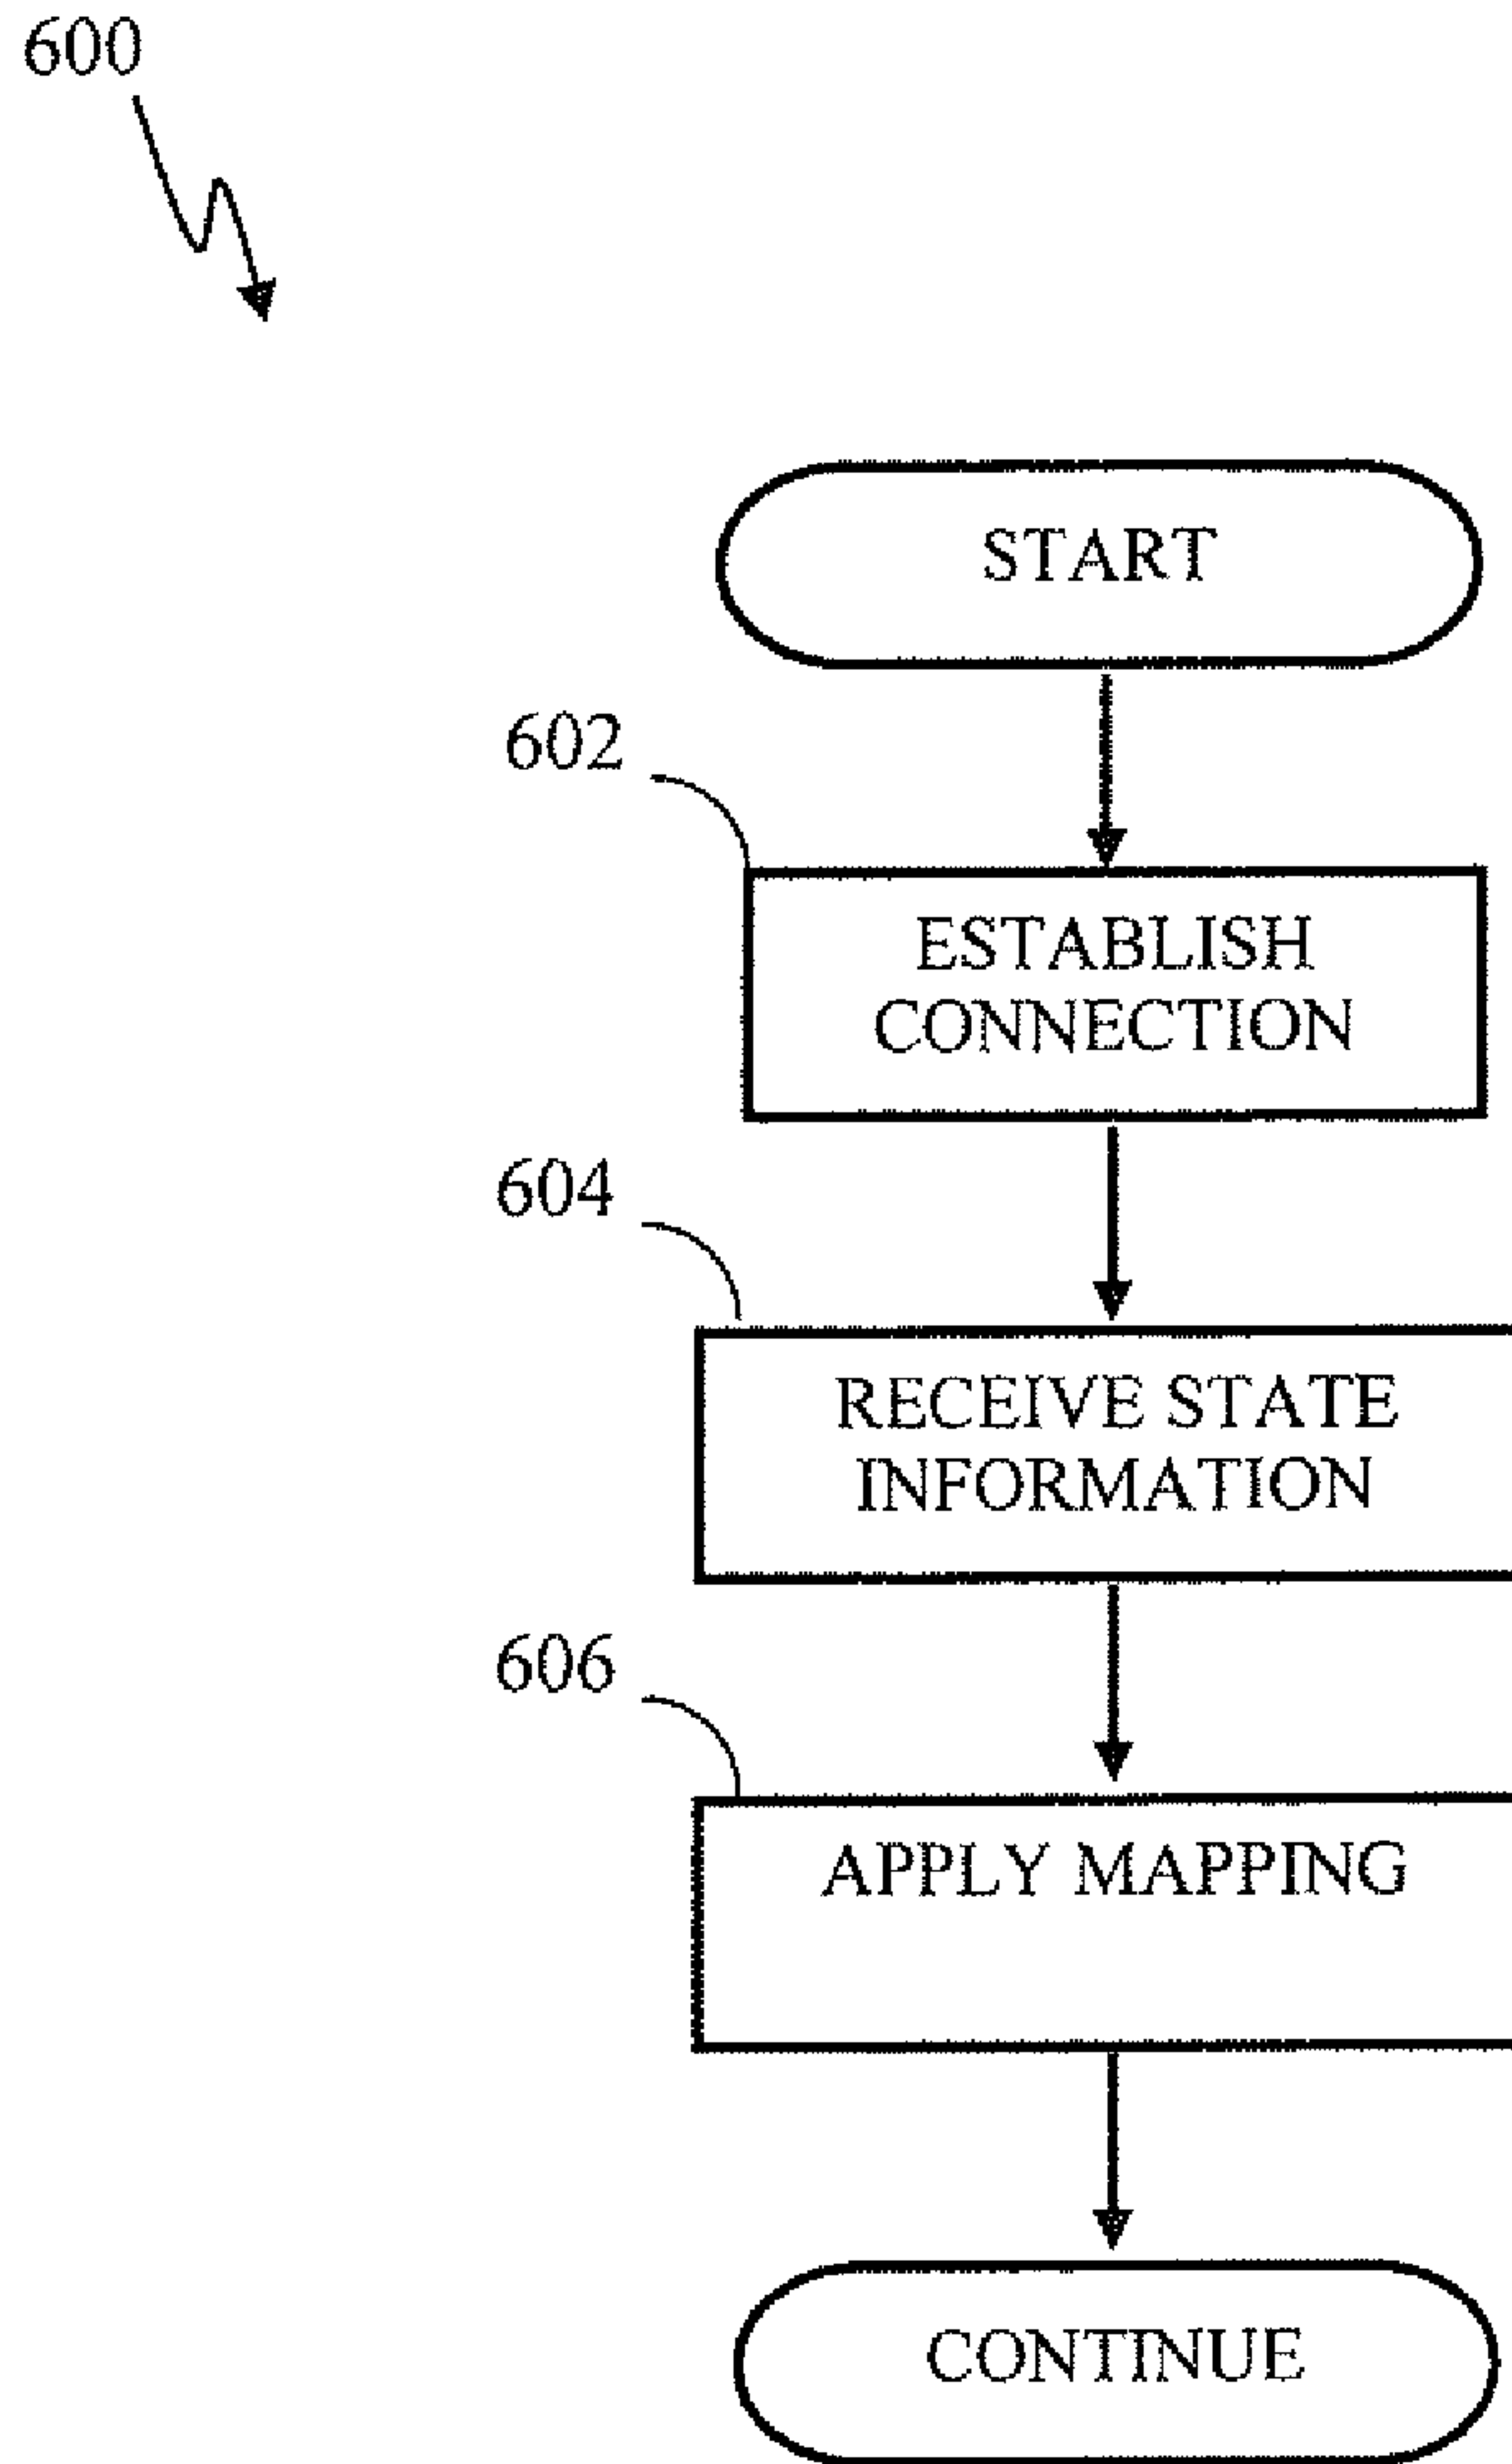 600
START
602
ESTABLISH
CONNECTION
604
RECEIVE STATE
INFORMATION
606
APPLY MAPPING
CONTINUE